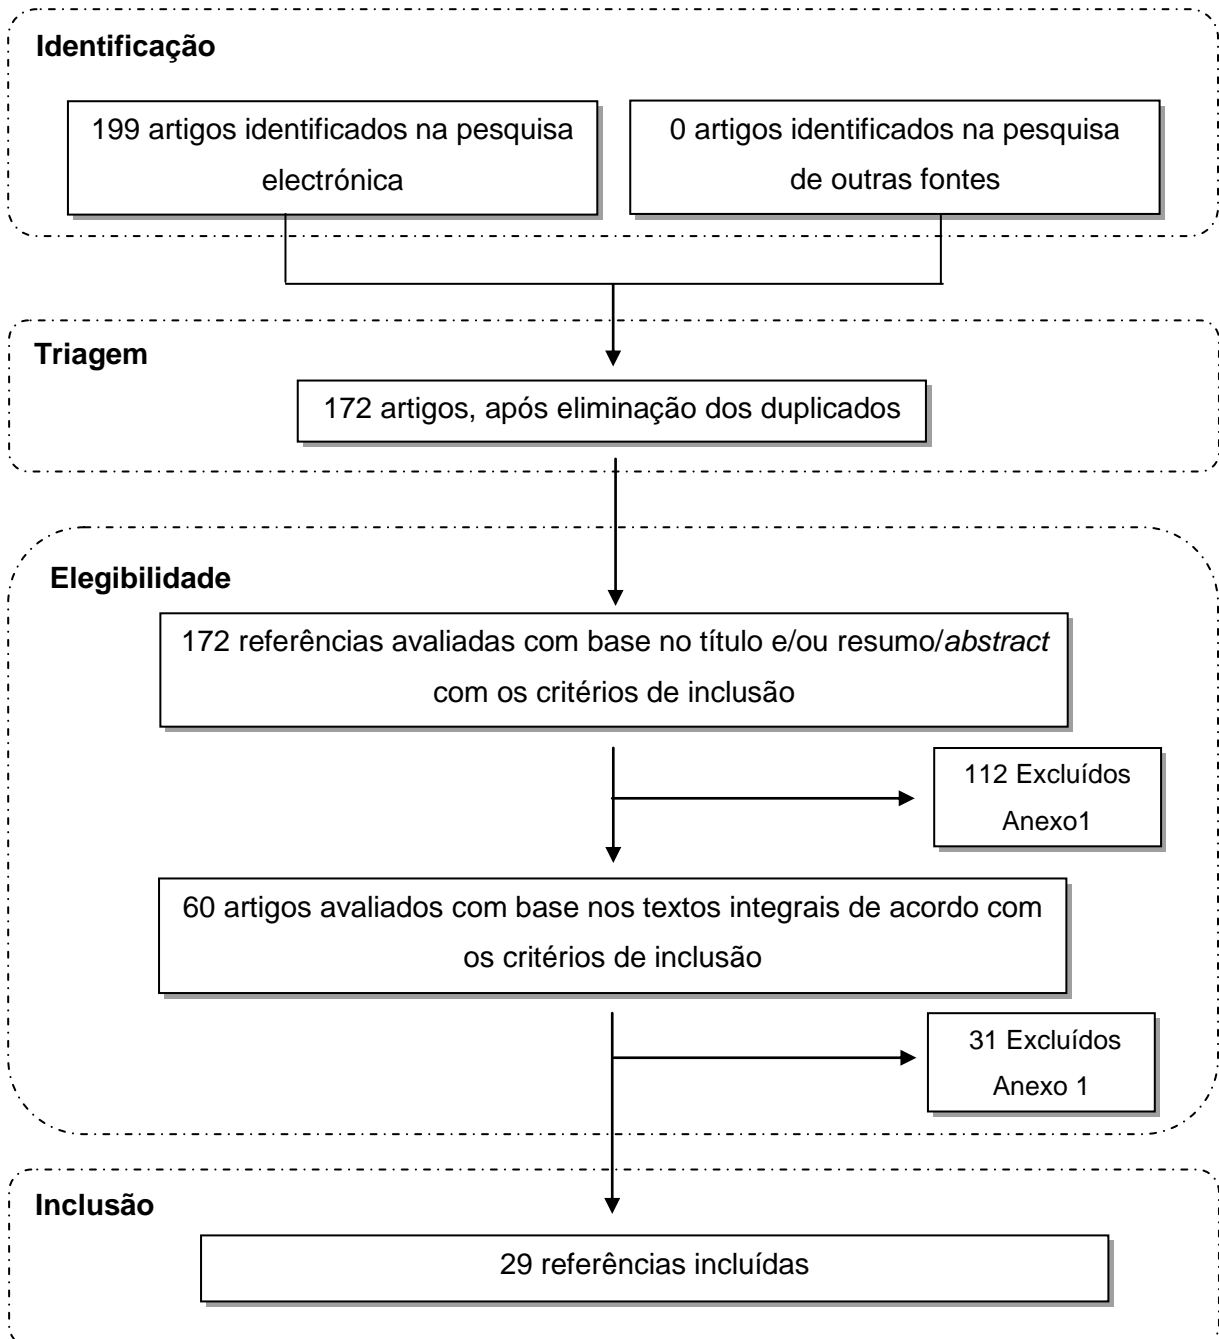 Identificação
199 artigos identificados na pesquisa
electrónica
0 artigos identificados na pesquisa
de outras fontes
Triagem
172 artigos, após eliminação dos duplicados
Elegibilidade
172 referências avaliadas com base no título e/ou resumo/abstract
com os critérios de inclusão
112 Excluídos
Anexo1
60 artigos avaliados com base nos textos integrais de acordo com
os critérios de inclusão
31 Excluídos
Anexo 1
Inclusão
29 referências incluídas